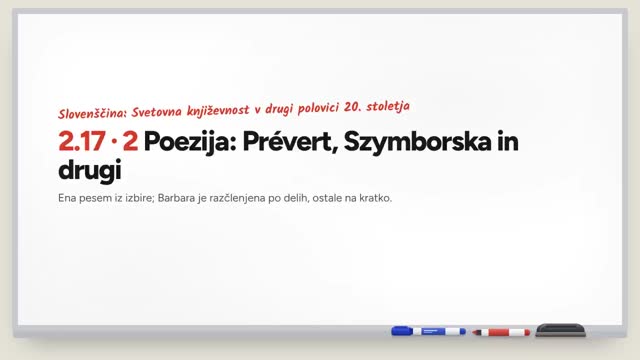 Slovenščina: Svetovna književnost v drugi polovici 20. stoletja
2.17 · 2 Poezija: Prévert, Szymborska in
drugi
Ena pesem iz izbire; Barbara je razčlenjena po delih, ostale na kratko.